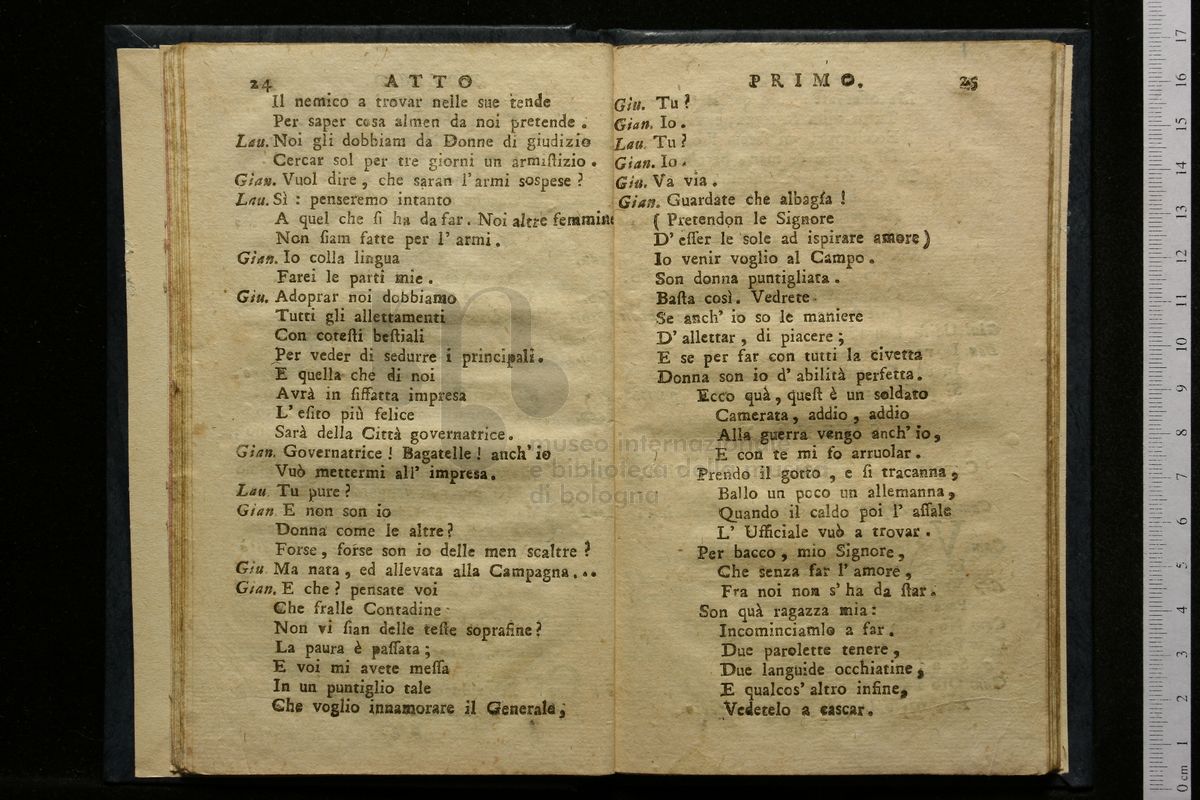 24 ATTO
Il nemico a trovar nelle sue tende
Per saper cosa almen da noi pretende.
Lau. Noi gli dobbiam da Donne di giudizio
Cercar sol per tre giorni un armiſtizio.
Gian. Vuol dire, che saran l'armi sospese?
Lau. Sì: penseremo intanto
A quel che ſi ha da far. Noi altre femmine
Non ſiam fatte per l'armi.
Gian. Io colla lingua
Farei le parti mie.
Giu. Adoprar noi dobbiamo
Tutti gli allettamenti
Con coteſti beſtiali
Per veder di sedurre i principali.
E quella che di noi
Avrà in ſiffatta impresa
L'eſito più felice
Sarà della Città governatrice.
Gian. Governatrice! Bagatelle! anch'io
Vuò mettermi all'impresa.
Lau. Tu pure?
Gian. E non son io
Donna come le altre?
Forse, forse son io delle men scaltre?
Giu. Ma nata, ed allevata alla Campagna...
Gian. E che? pensate voi
Che fralle Contadine
Non vi ſian delle teſte soprafine?
La paura è paſſata;
E voi mi avete meſſa
In un puntiglio tale
Che voglio innamorare il Generale,
PRIMO. 25
Giu. Tu?
Gian. Io.
Lau. Tu?
Gian. Io.
Giu. Va via.
Gian. Guardate che albagía!
(Pretendon le Signore
D'eſſer le sole ad ispirare amore)
Io venir voglio al Campo.
Son donna puntigliata.
Baſta così. Vedrete
Se anch'io so le maniere
D'allettar, di piacere;
E se per far con tutti la civetta
Donna son io d'abilità perfetta.
Ecco quà, queſt è un soldato
Camerata, addio, addio
Alla guerra vengo anch'io,
E con te mi fo arruolar.
Prendo il gotto, e ſi tracanna,
Ballo un poco un allemanna,
Quando il caldo poi l'aſſale
L'Ufficiale vuò a trovar.
Per bacco, mio Signore,
Che senza far l'amore,
Fra noi non s'ha da ſtar.
Son quà ragazza mia:
Incominciamlo a far.
Due parolette tenere,
Due languide occhiatine,
E qualcos'altro infine,
Vedetelo a cascar.
museo internazionale
e biblioteca della musica
di bologna